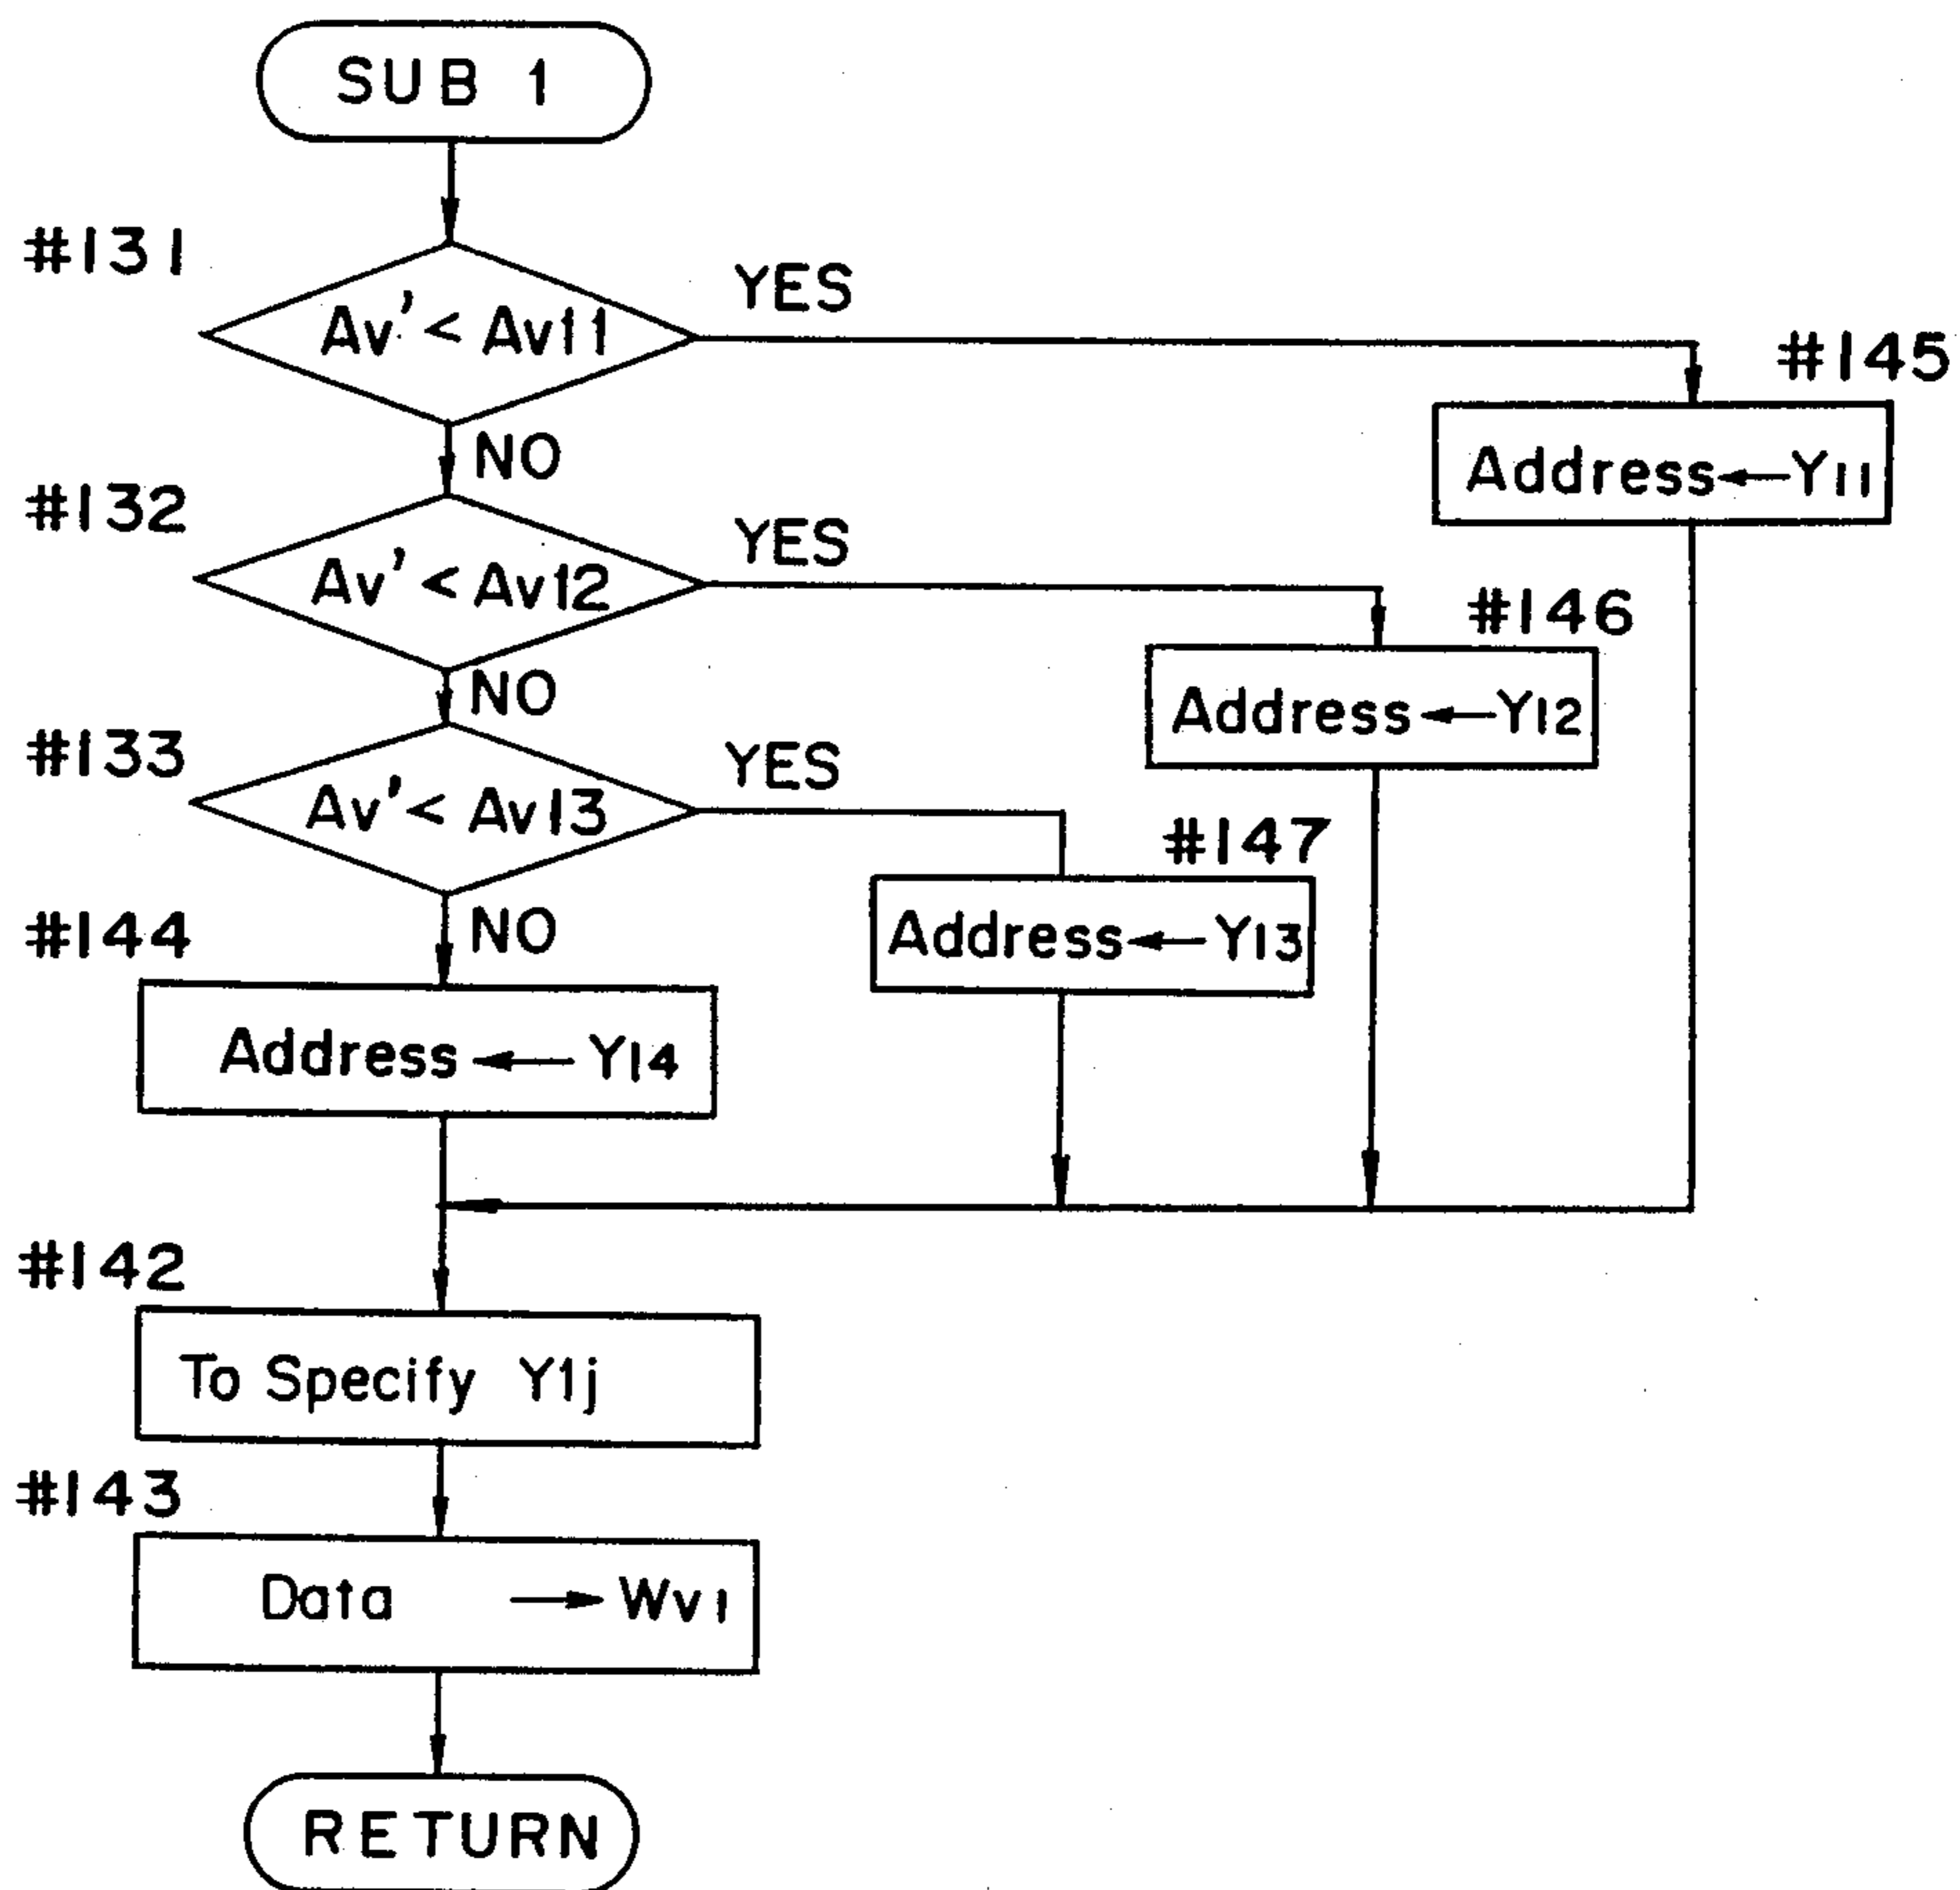 SUB 1
#131
Av' < Av11
YES
#145
Address ← Y11
NO
#132
Av' < Av12
YES
#146
Address ← Y12
NO
#133
Av' < Av13
YES
#147
Address ← Y13
NO
#144
Address ← Y14
#142
To Specify Y1j
#143
Data → Wv1
RETURN